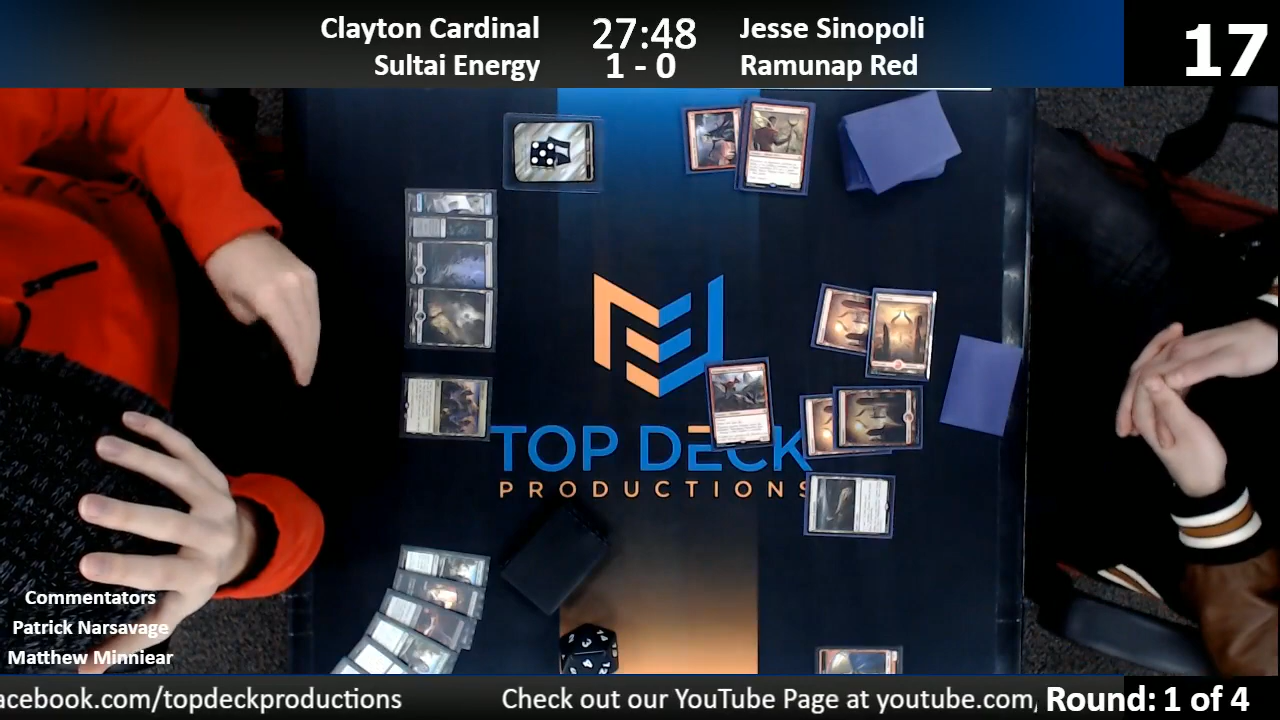 Clayton Cardinal
27:48
Jesse Sinopoli
17
Sultai Energy
1 - 0
Ramunap Red
TOP DECK
PRODUCTIONS
Commentators
Patrick Narsavage
Matthew Minniear
acebook.com/topdeckproductions
Check out our YouTube Page at youtube.com,
Round: 1 of 4